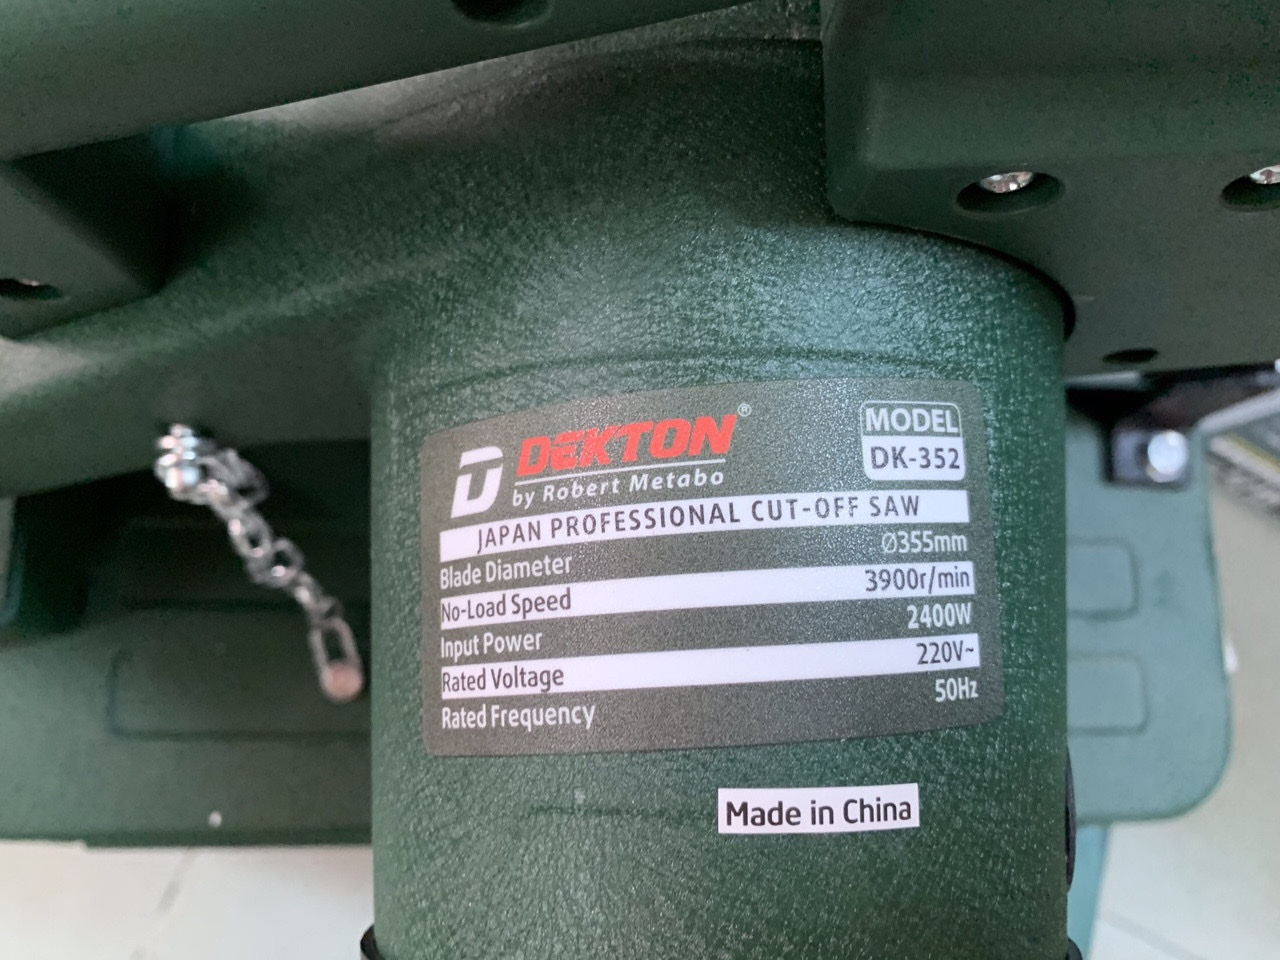 D DEKTON®
by Robert Metabo
MODEL
DK-352
JAPAN PROFESSIONAL CUT-OFF SAW
Blade Diameter Ø355mm
No-Load Speed 3900r/min
Input Power 2400W
Rated Voltage 220V~
Rated Frequency 50Hz
Made in China